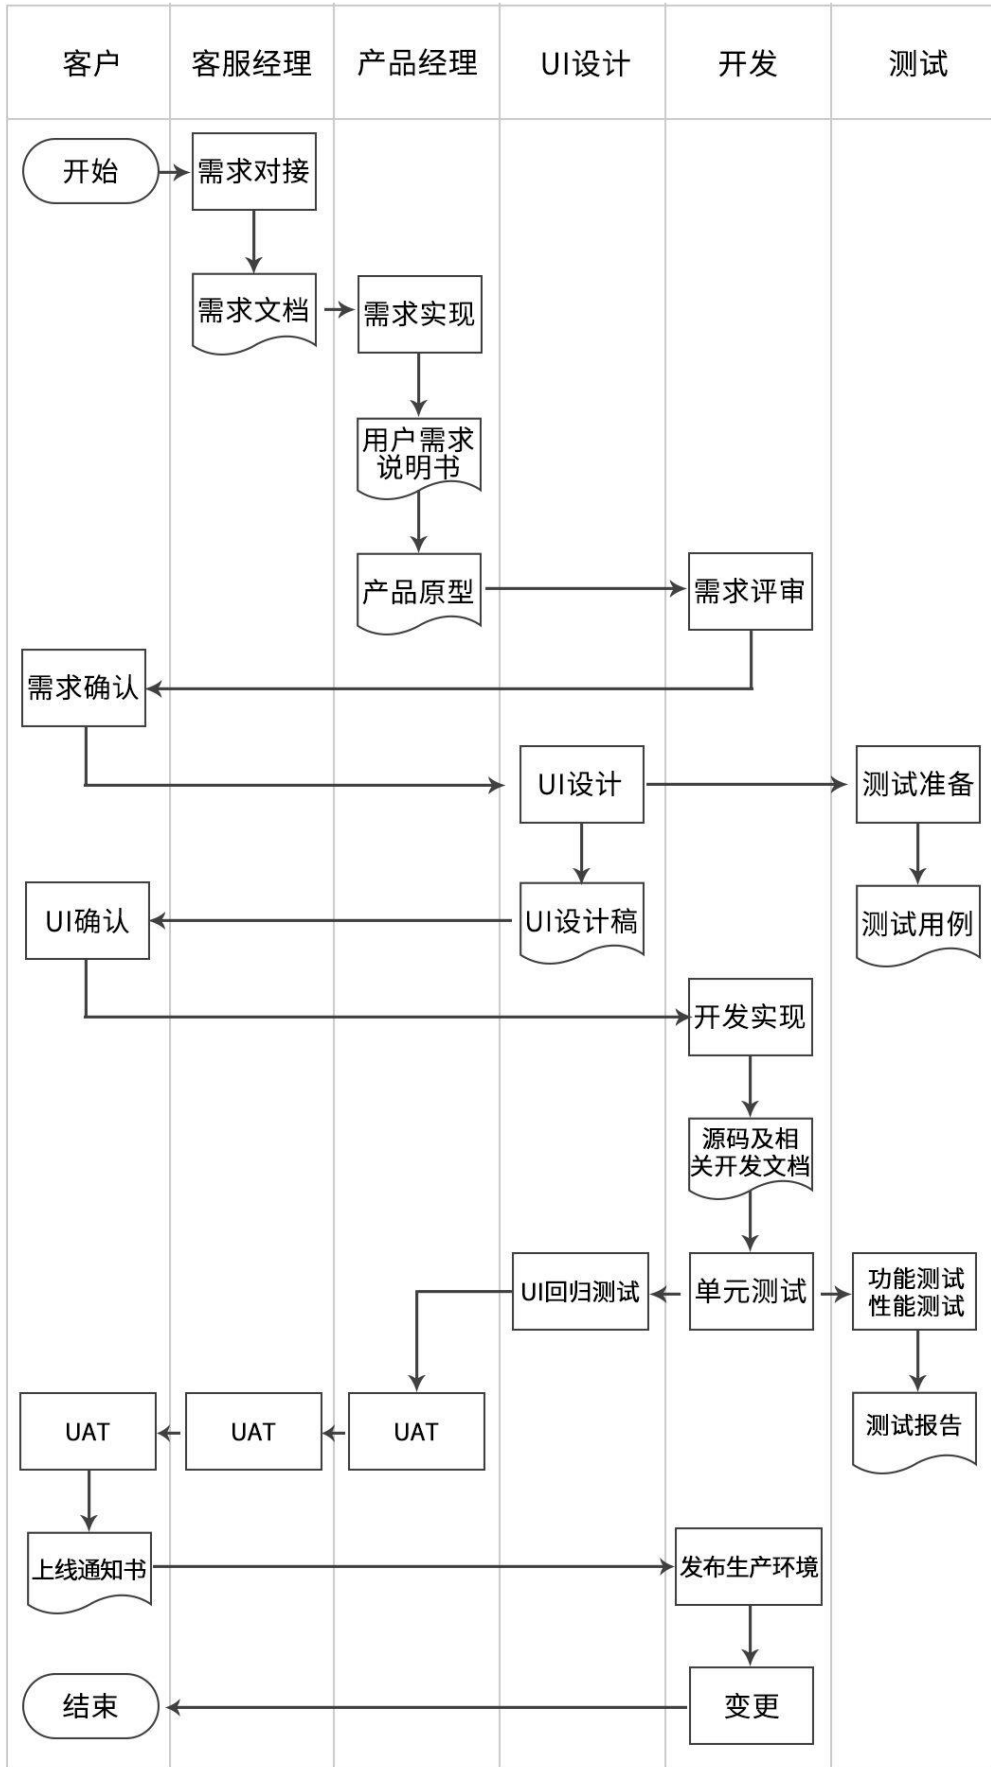 客户
客服经理
产品经理
UI设计
开发
测试
开始
需求对接
需求文档
需求实现
用户需求
说明书
产品原型
需求评审
需求确认
UI设计
测试准备
UI确认
UI设计稿
测试用例
开发实现
源码及相
关开发文档
UI回归测试
单元测试
功能测试
性能测试
UAT
UAT
UAT
测试报告
上线通知书
发布生产环境
结束
变更